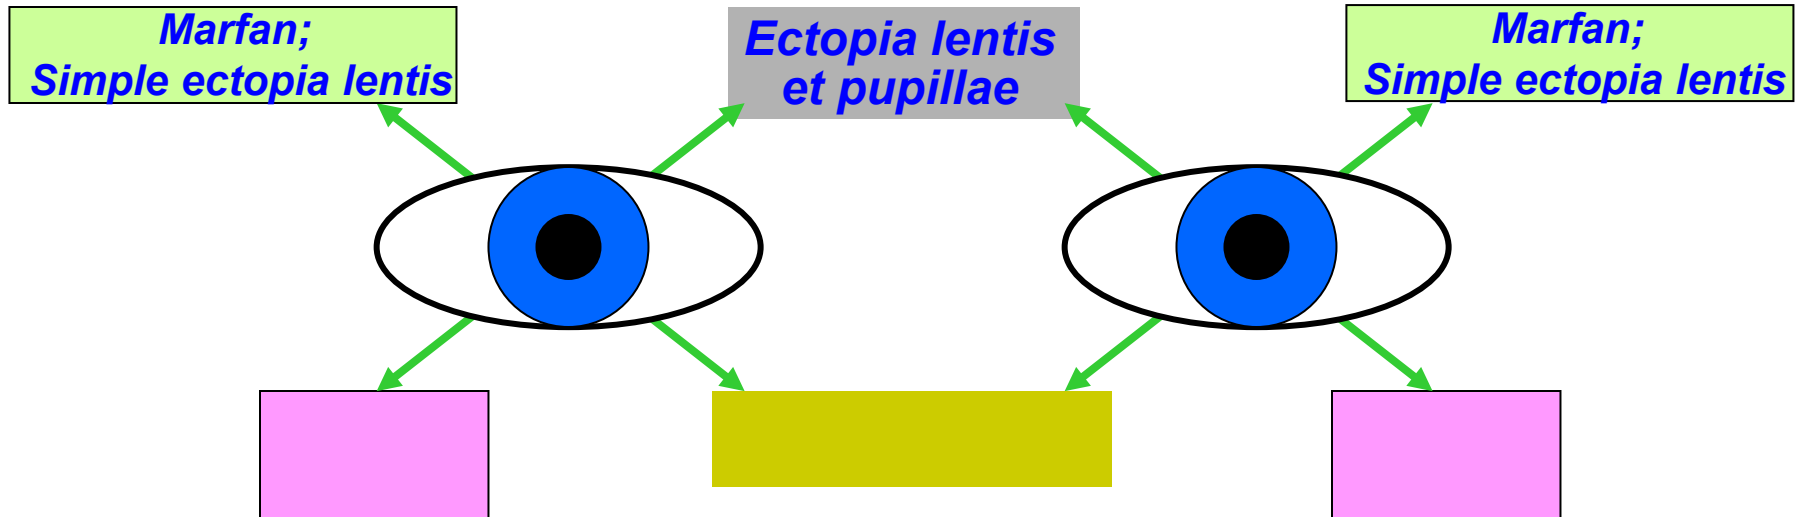 Marfan;
Simple ectopia lentis
Ectopia lentis
et pupillae
Marfan;
Simple ectopia lentis